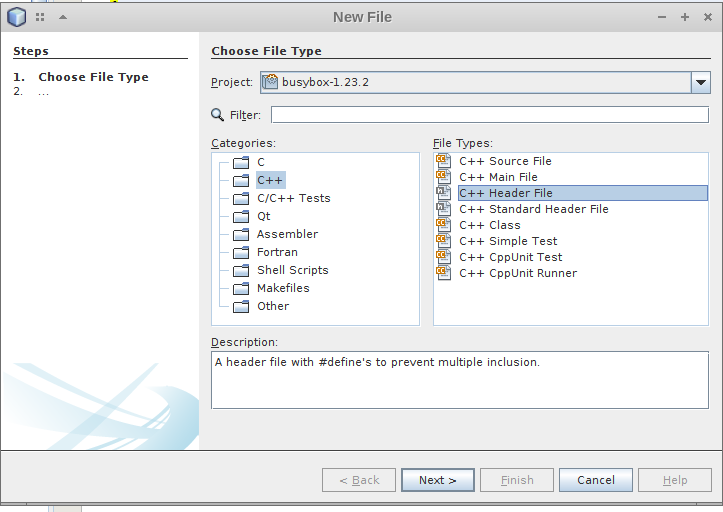 New File
Steps
1. Choose File Type
2. ...
Choose File Type
Project: busybox-1.23.2
Filter:
Categories:
C
C++
C/C++ Tests
Qt
Assembler
Fortran
Shell Scripts
Makefiles
Other
File Types:
C++ Source File
C++ Main File
C++ Header File
C++ Standard Header File
C++ Class
C++ Simple Test
C++ CppUnit Test
C++ CppUnit Runner
Description:
A header file with #define's to prevent multiple inclusion.
< Back
Next >
Finish
Cancel
Help